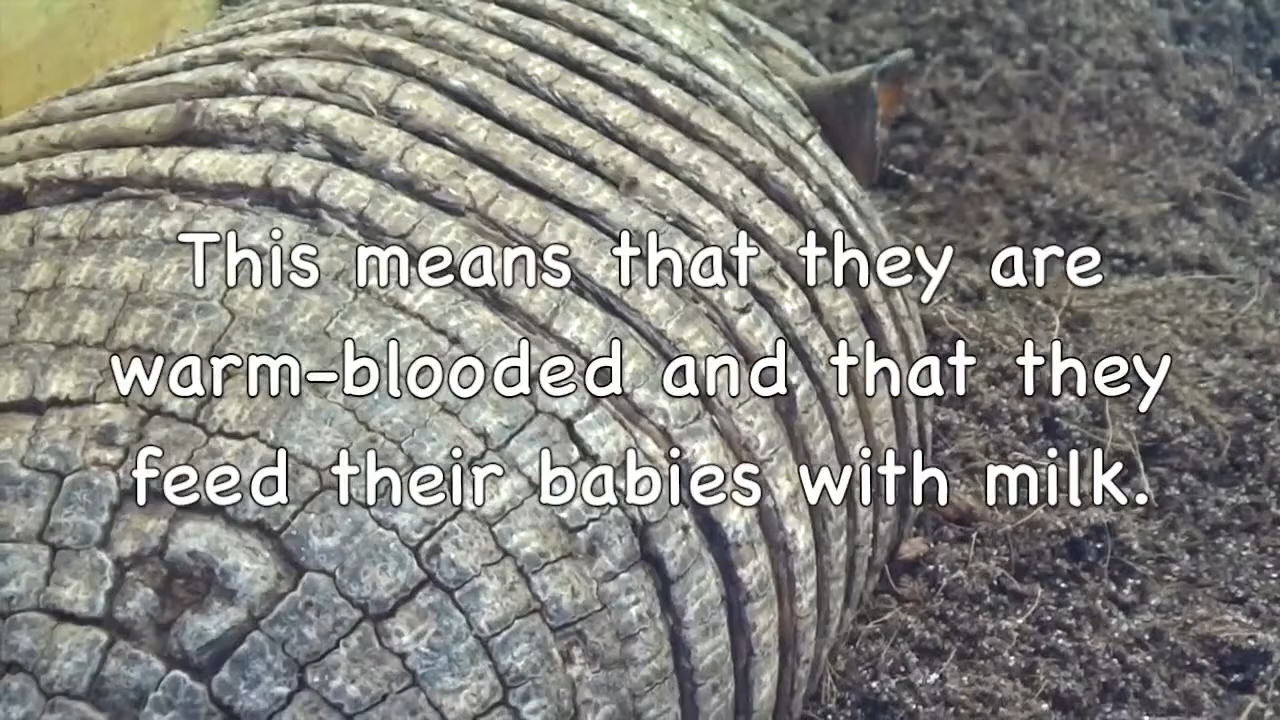 This means that they are
warm-blooded and that they
feed their babies with milk.